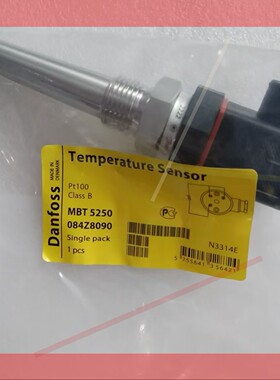 Danfoss
MADE IN
DENMARK
Temperature Sensor
Pt100
Class B
MBT 5250
084Z8090
Single pack
1 pcs
N3314E